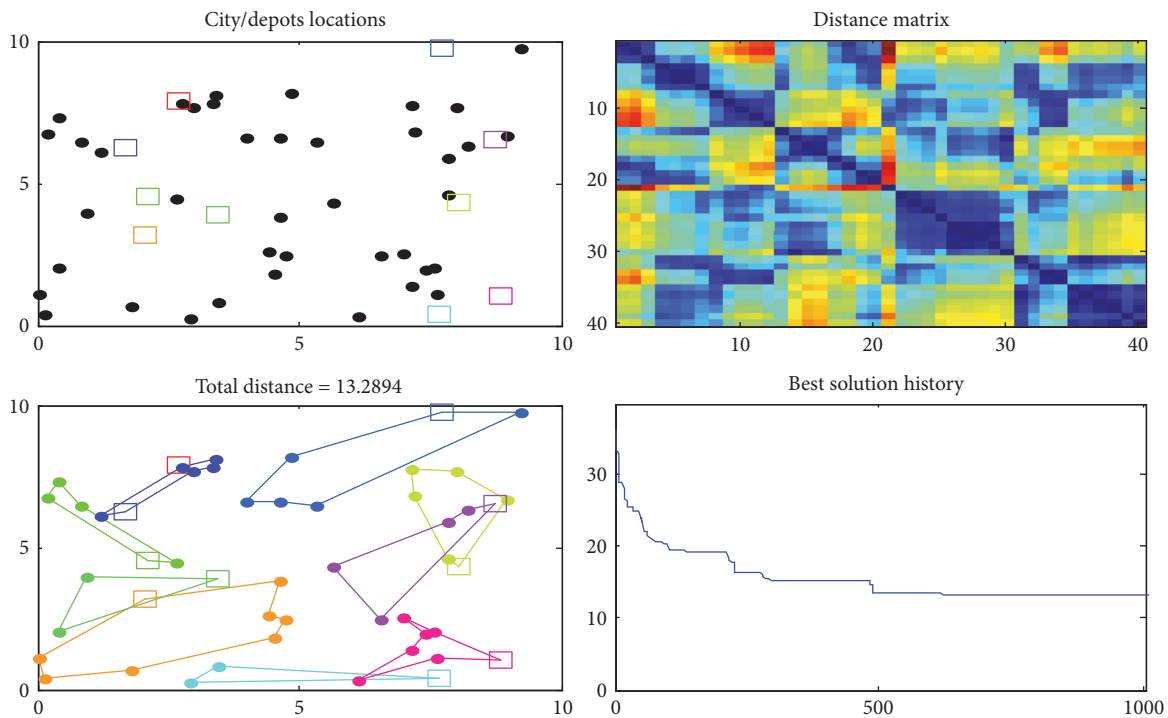 City/depots locations
10
5
0
0 5 10
Distance matrix
10
20
30
40
10 20 30 40
Total distance = 13.2894
10
5
0
0 5 10
Best solution history
30
20
10
0
0 500 1000